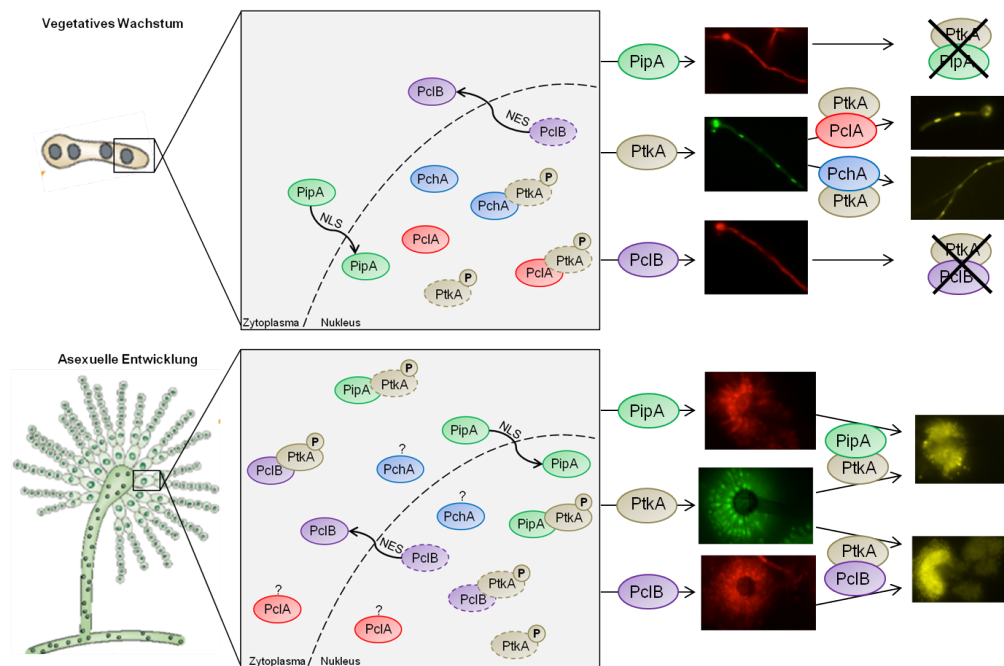 Vegetatives Wachstum
PclB
NES
PclB
PipA
NLS
PipA
PchA
PchA
PtkA
P
PclA
PtkA
P
PclA
PtkA
P
Zytoplasma / Nukleus
PipA
PtkA
PipA
PtkA
PtkA
PclA
PchA
PtkA
PclB
PtkA
PclB
Asexuelle Entwicklung
PipA
PtkA
P
PclB
PtkA
P
?
PchA
PipA
NLS
PipA
?
PchA
PipA
PtkA
P
PclB
NES
PclB
PclB
PtkA
P
?
PclA
?
PclA
PtkA
P
Zytoplasma / Nukleus
PipA
PipA
PtkA
PtkA
PtkA
PclB
PclB